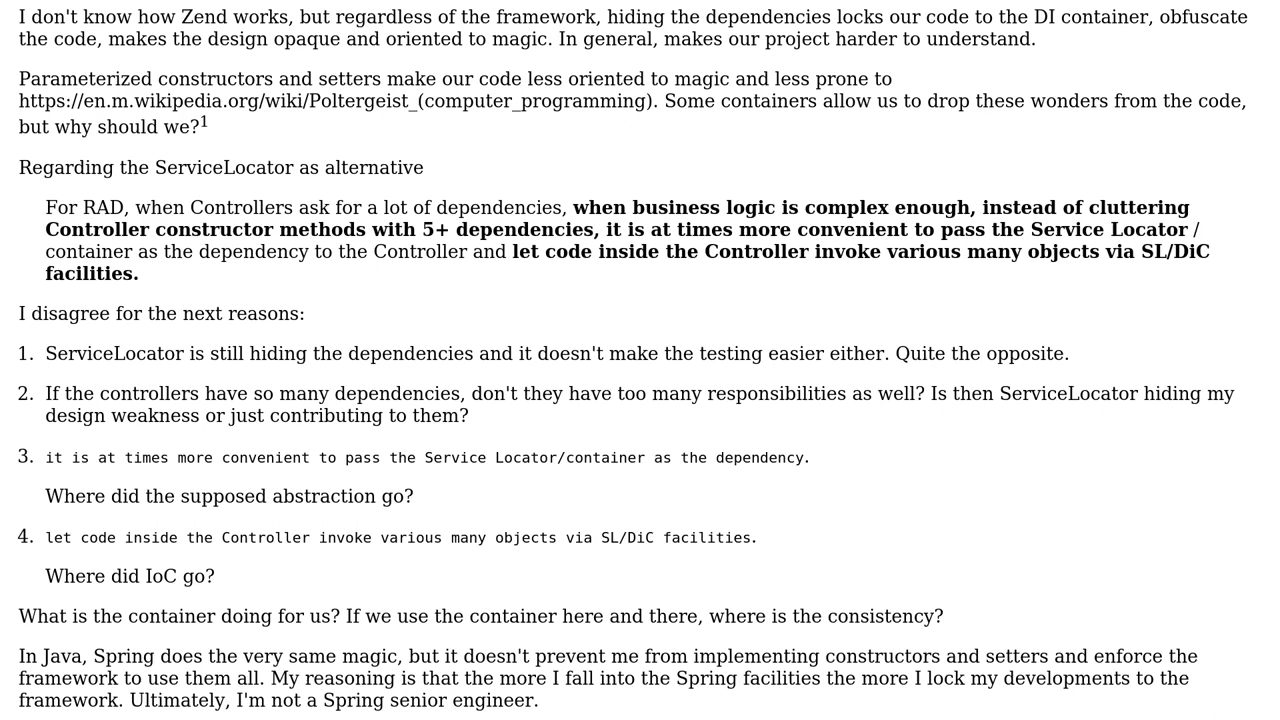 I don't know how Zend works, but regardless of the framework, hiding the dependencies locks our code to the DI container, obfuscate
the code, makes the design opaque and oriented to magic. In general, makes our project harder to understand.
Parameterized constructors and setters make our code less oriented to magic and less prone to
https://en.m.wikipedia.org/wiki/Poltergeist_(computer_programming). Some containers allow us to drop these wonders from the code,
but why should we?1
Regarding the ServiceLocator as alternative
For RAD, when Controllers ask for a lot of dependencies, when business logic is complex enough, instead of cluttering
Controller constructor methods with 5+ dependencies, it is at times more convenient to pass the Service Locator /
container as the dependency to the Controller and let code inside the Controller invoke various many objects via SL/DiC
facilities.
I disagree for the next reasons:
1. ServiceLocator is still hiding the dependencies and it doesn't make the testing easier either. Quite the opposite.
2. If the controllers have so many dependencies, don't they have too many responsibilities as well? Is then ServiceLocator hiding my
design weakness or just contributing to them?
3. it is at times more convenient to pass the Service Locator/container as the dependency.
Where did the supposed abstraction go?
4. let code inside the Controller invoke various many objects via SL/DiC facilities.
Where did IoC go?
What is the container doing for us? If we use the container here and there, where is the consistency?
In Java, Spring does the very same magic, but it doesn't prevent me from implementing constructors and setters and enforce the
framework to use them all. My reasoning is that the more I fall into the Spring facilities the more I lock my developments to the
framework. Ultimately, I'm not a Spring senior engineer.